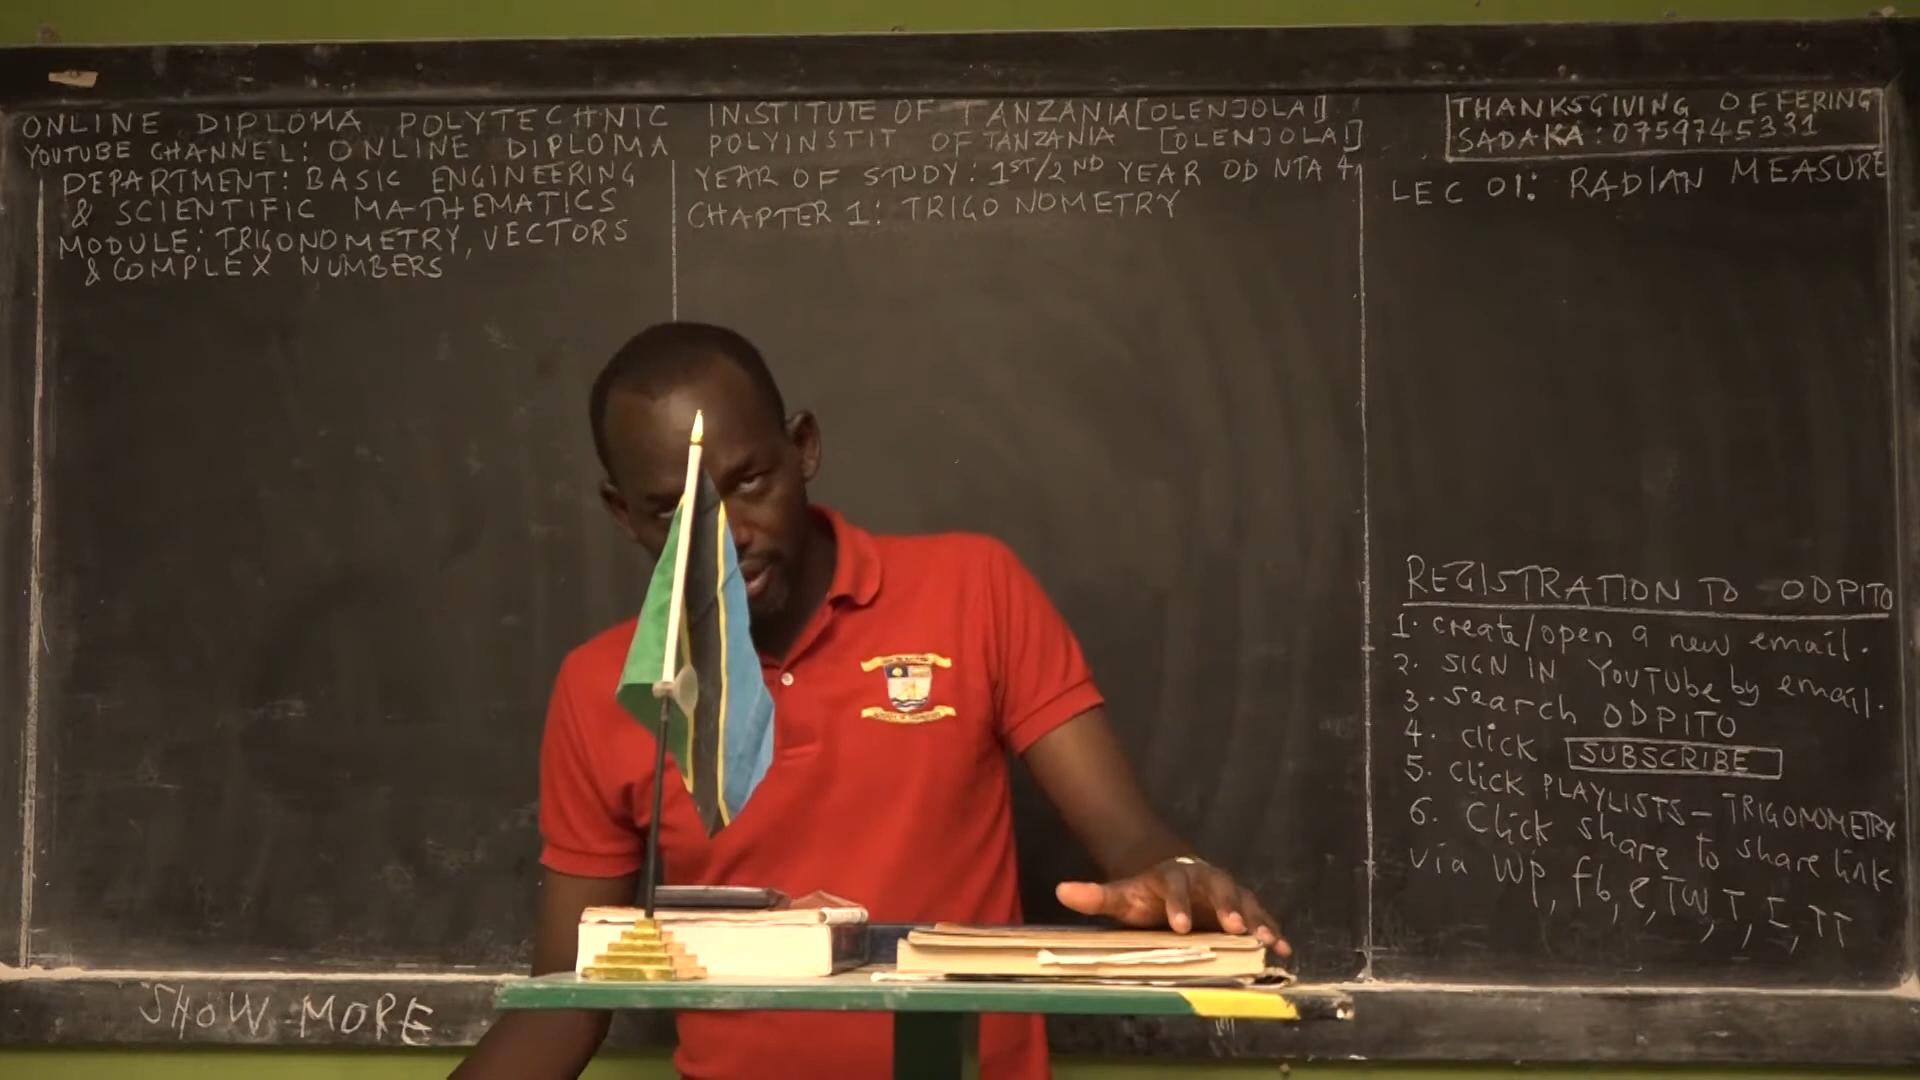 ONLINE DIPLOMA POLYTECHNIC INSTITUTE OF TANZANIA[OLENJOLAI]
YOUTUBE CHANNEL: ONLINE DIPLOMA POLYINSTIT OF TANZANIA [OLENJOLAI]
DEPARTMENT: BASIC ENGINEERING
& SCIENTIFIC MATHEMATICS
MODULE: TRIGONOMETRY, VECTORS
& COMPLEX NUMBERS
YEAR OF STUDY: 1ST/2ND YEAR OD NTA 4
CHAPTER 1: TRIGONOMETRY
THANKSGIVING OFFERING
SADAKA: 0759745331
LEC 01: RADIAN MEASURE
REGISTRATION TO ODPITO
1. create/open a new email.
2. SIGN IN YouTUbe by email.
3. search ODPITO
4. click SUBSCRIBE
5. click PLAYLISTS - TRIGONOMETRY
6. Click share to share link
via Wp, fb, e, TW, T, I, TT
SHOW MORE